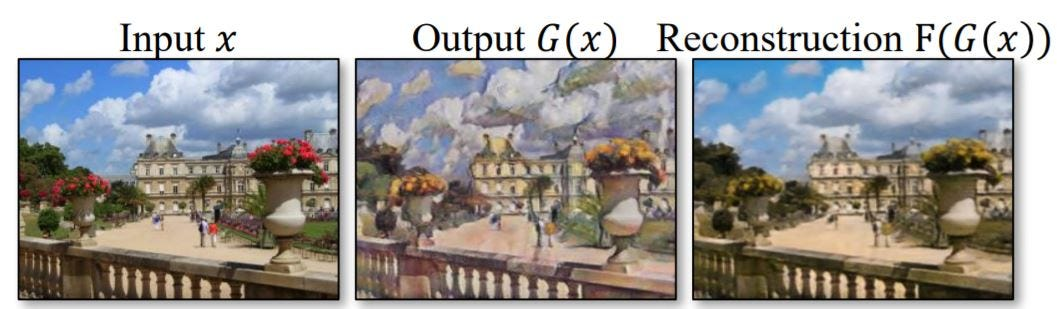 Input x
Output G(x)
Reconstruction F(G(x))